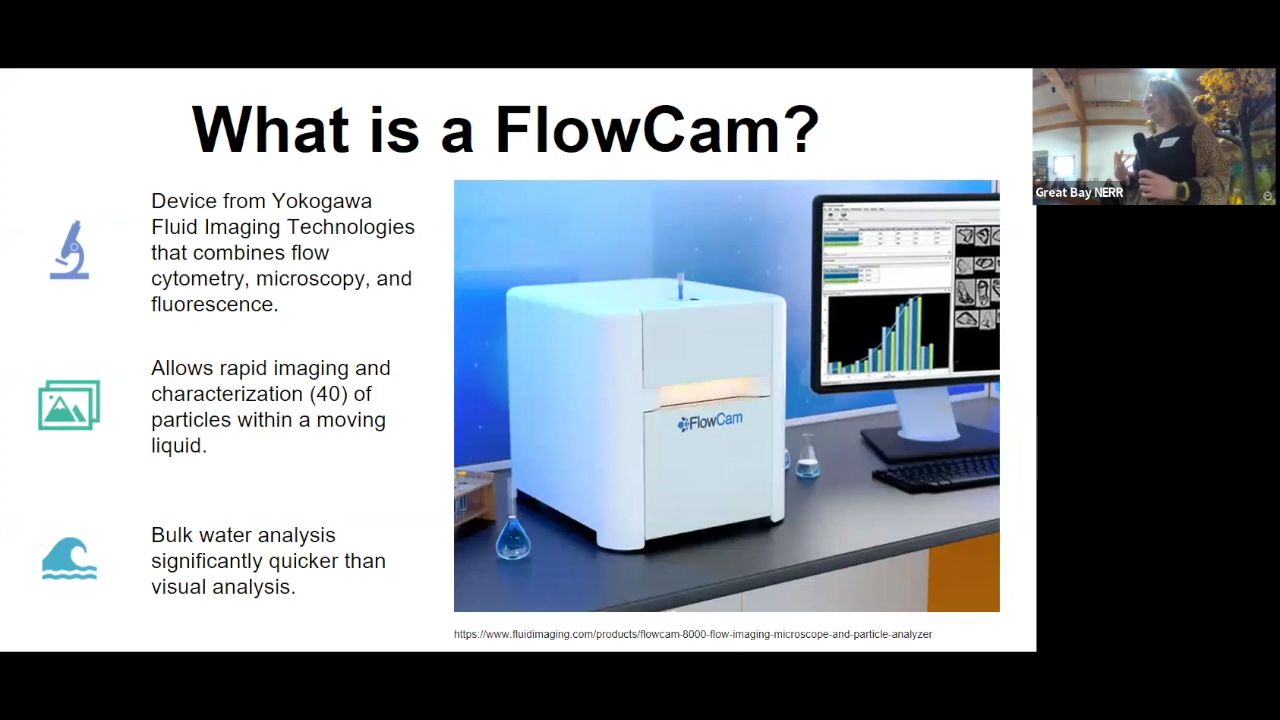 What is a FlowCam?
Device from Yokogawa
Fluid Imaging Technologies
that combines flow
cytometry, microscopy, and
fluorescence.
Allows rapid imaging and
characterization (40) of
particles within a moving
liquid.
Bulk water analysis
significantly quicker than
visual analysis.
FlowCam
https://www.fluidimaging.com/products/flowcam-8000-flow-imaging-microscope-and-particle-analyzer
Great Bay NERR